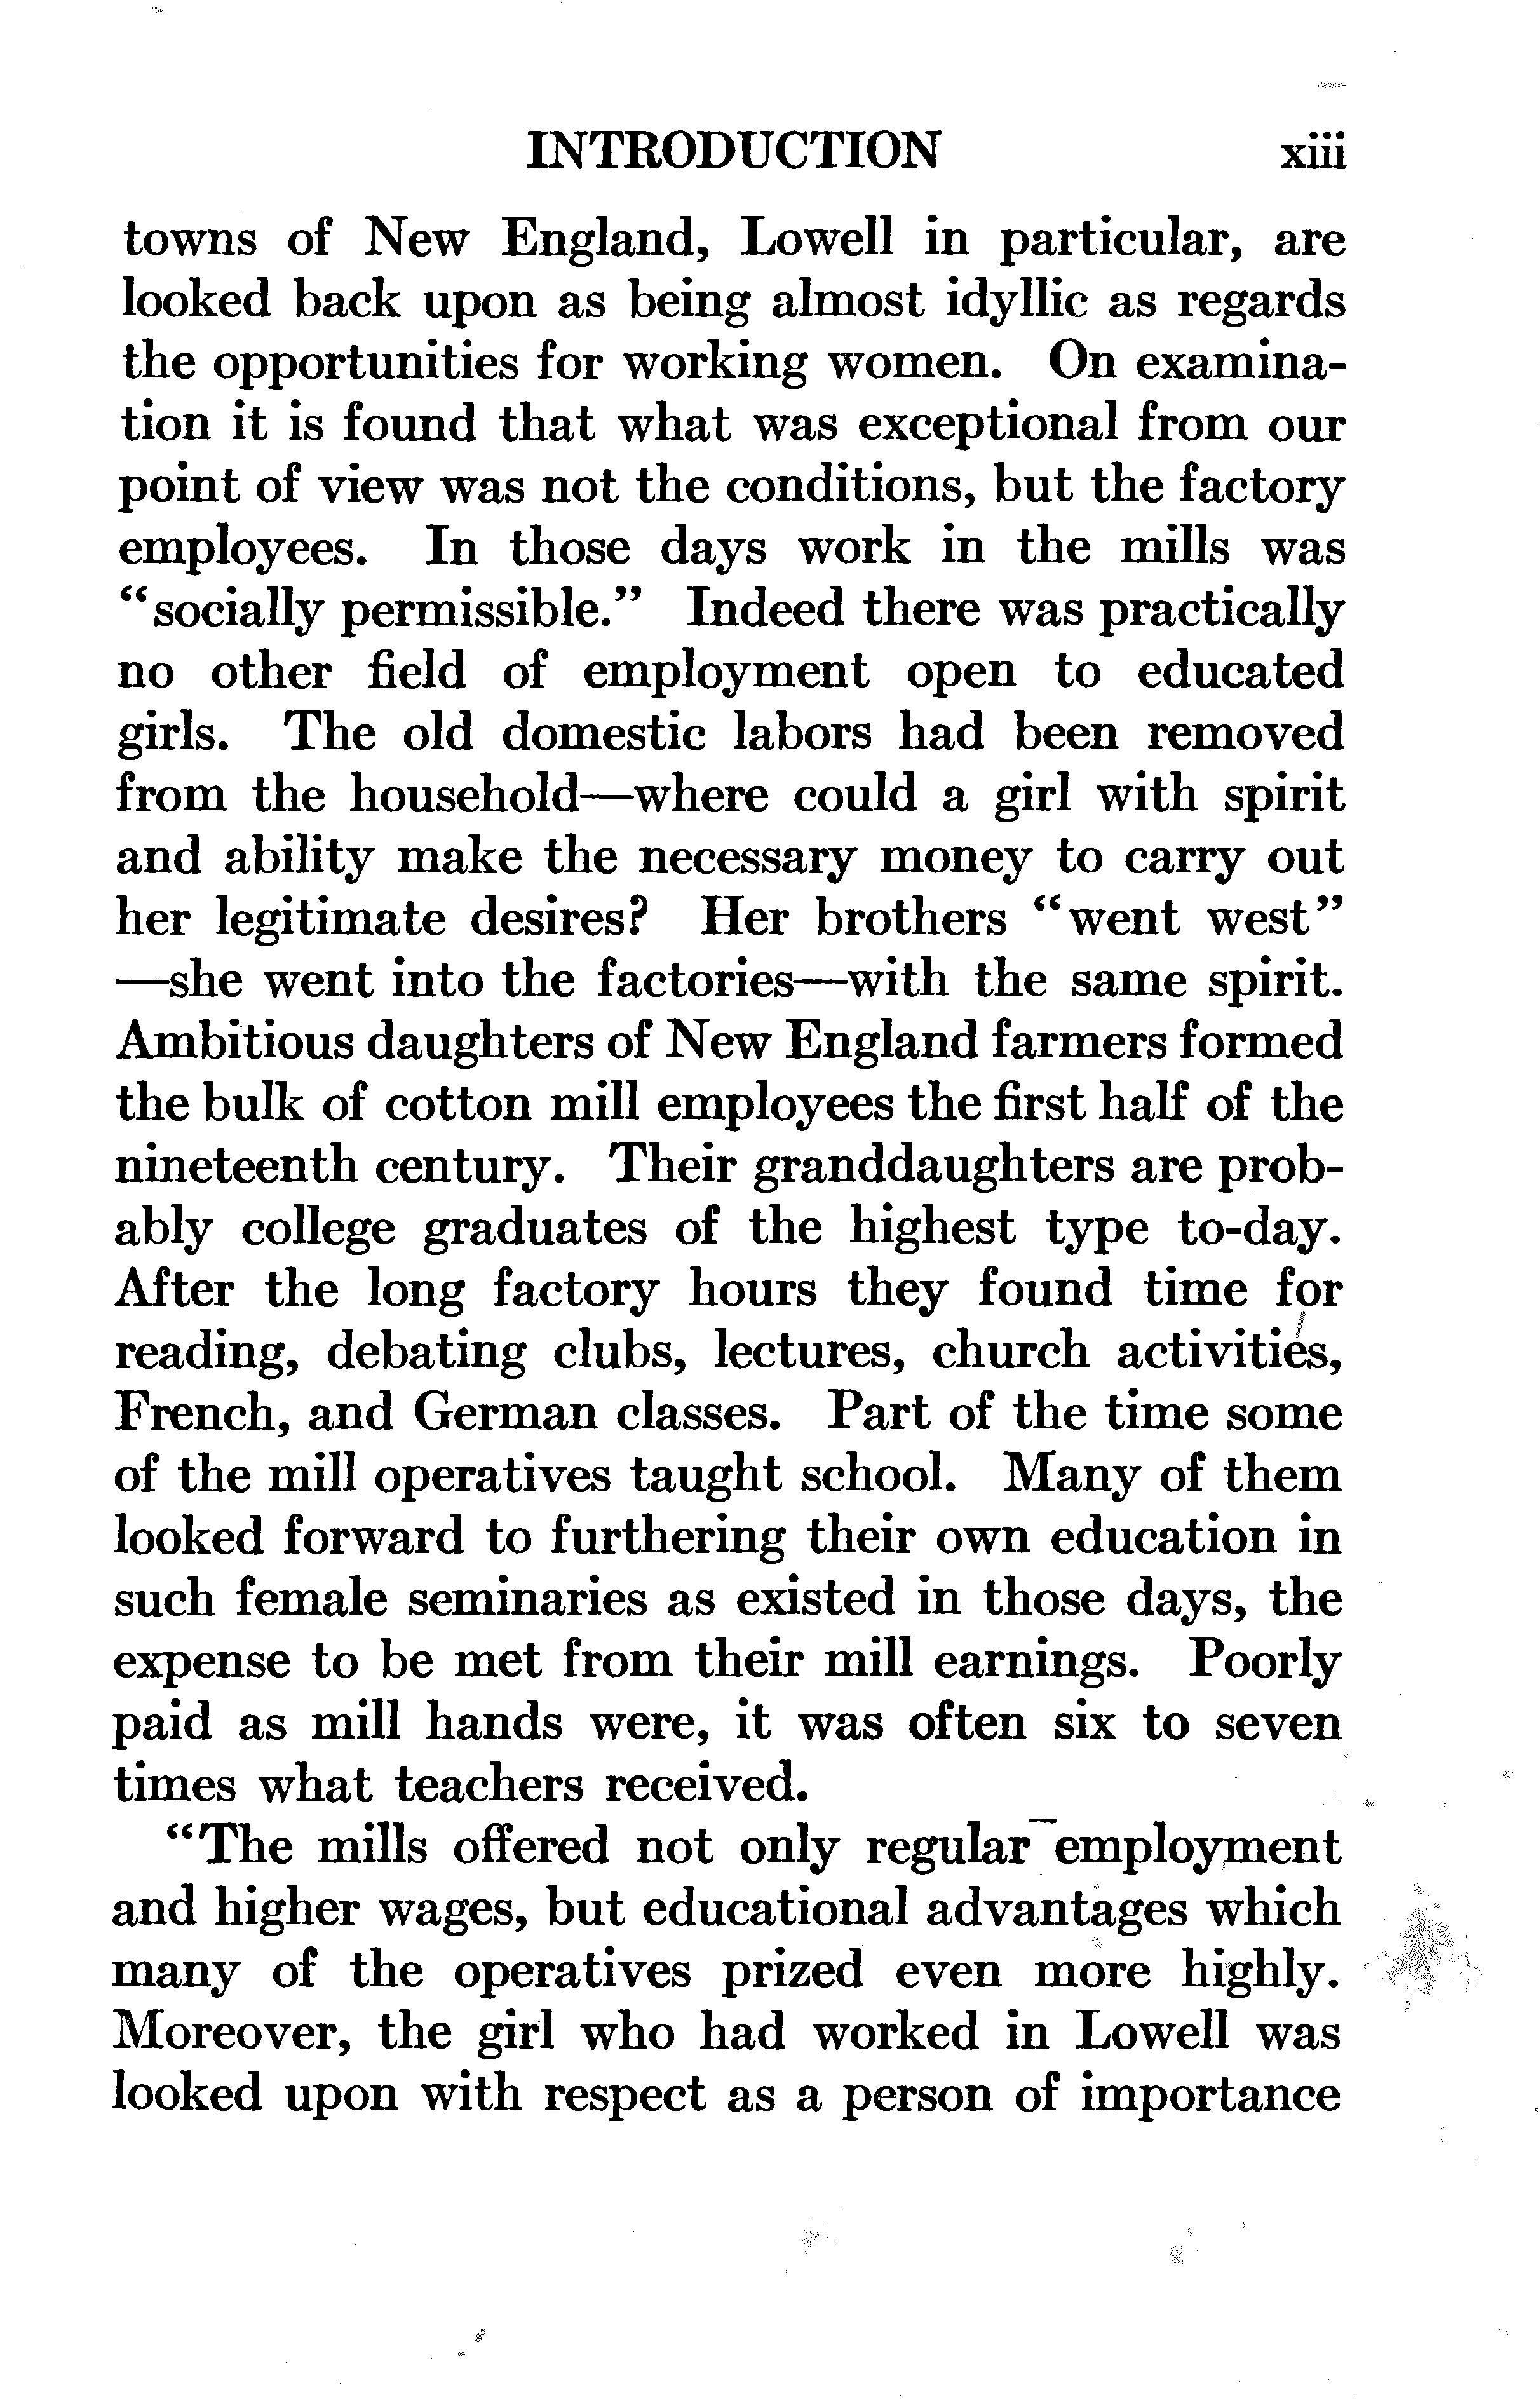 INTRODUCTION xiii
towns of New England, Lowell in particular, are
looked back upon as being almost idyllic as regards
the opportunities for working women. On examina-
tion it is found that what was exceptional from our
point of view was not the conditions, but the factory
employees. In those days work in the mills was
“socially permissible.” Indeed there was practically
no other field of employment open to educated
girls. The old domestic labors had been removed
from the household—where could a girl with spirit
and ability make the necessary money to carry out
her legitimate desires? Her brothers “went west”
—she went into the factories—with the same spirit.
Ambitious daughters of New England farmers formed
the bulk of cotton mill employees the first half of the
nineteenth century. Their granddaughters are prob-
ably college graduates of the highest type to-day.
After the long factory hours they found time for
reading, debating clubs, lectures, church activities,
French, and German classes. Part of the time some
of the mill operatives taught school. Many of them
looked forward to furthering their own education in
such female seminaries as existed in those days, the
expense to be met from their mill earnings. Poorly
paid as mill hands were, it was often six to seven
times what teachers received.
“The mills offered not only regular employment
and higher wages, but educational advantages which
many of the operatives prized even more highly.
Moreover, the girl who had worked in Lowell was
looked upon with respect as a person of importance